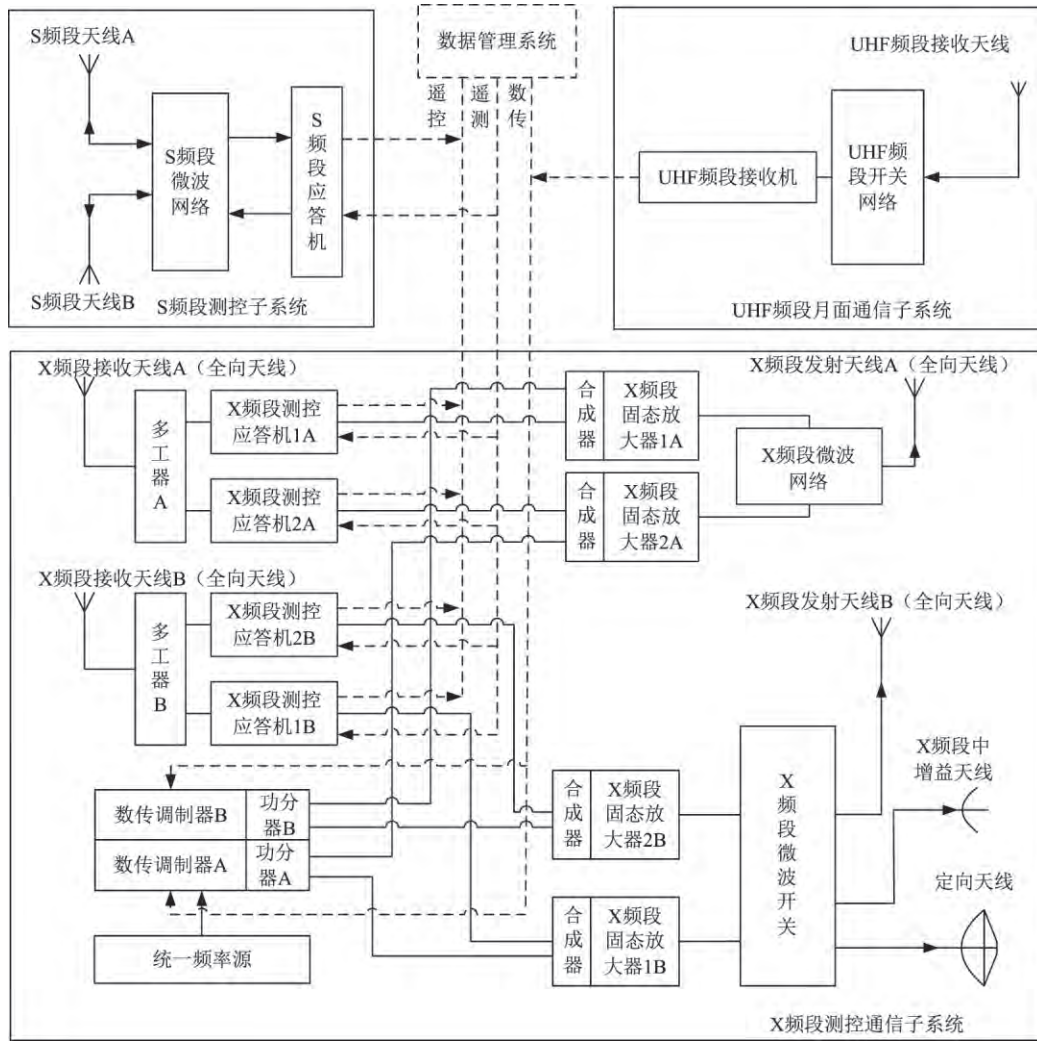 S频段天线A
S频段微波网络
S频段应答机
S频段天线B
S频段测控子系统
数据管理系统
遥控
遥测
数传
UHF频段接收天线
UHF频段接收机
UHF频
段开关
网络
UHF频段月面通信子系统
X频段接收天线A（全向天线）
多工器A
X频段测控
应答机1A
X频段测控
应答机2A
合成器
X频段
固态放
大器1A
合成器
X频段
固态放
大器2A
X频段发射天线A（全向天线）
X频段微波
网络
X频段接收天线B（全向天线）
多工器B
X频段测控
应答机2B
X频段测控
应答机1B
X频段发射天线B（全向天线）
数传调制器B
功分
器B
数传调制器A
功分
器A
统一频率源
合成器
X频段
固态放
大器2B
合成器
X频段
固态放
大器1B
X频段微波开关
X频段中
增益天线
定向天线
X频段测控通信子系统